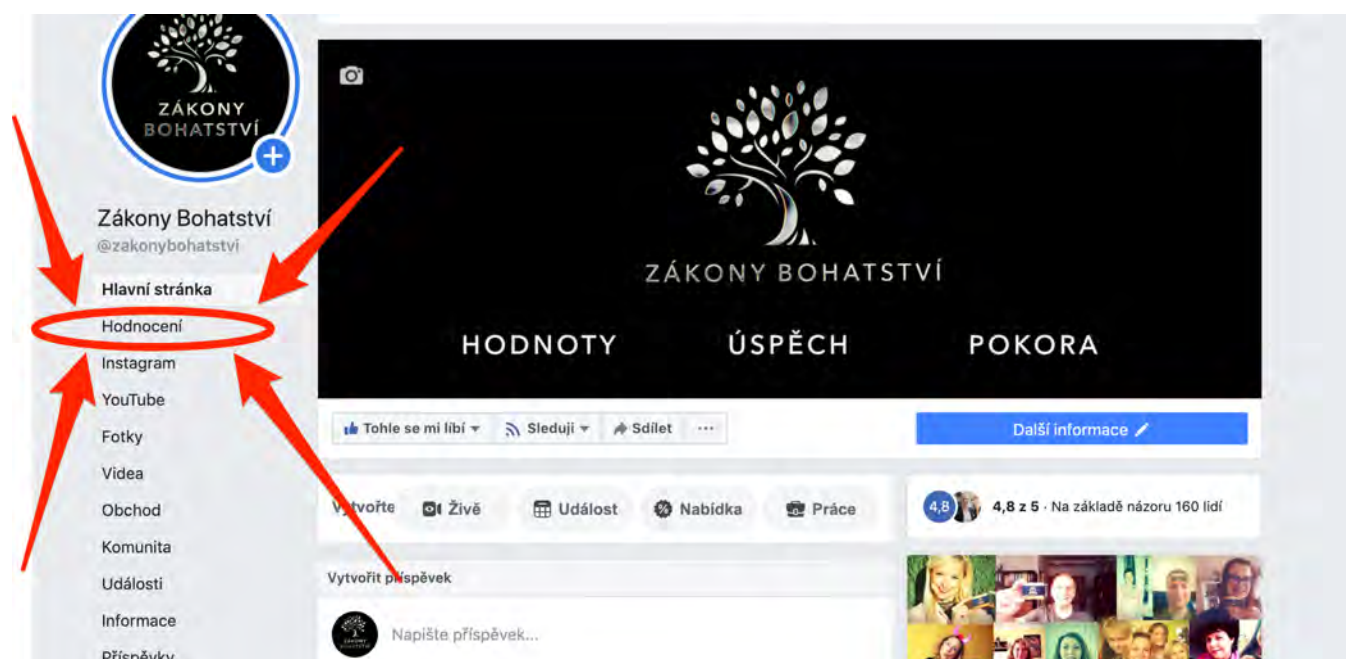 ZÁKONY
BOHATSTVÍ
Zákony Bohatství
@zakonybohatstvi
Hlavní stránka
Hodnocení
Instagram
YouTube
Fotky
Videa
Obchod
Komunita
Události
Informace
Příspěvky
ZÁKONY BOHATSTVÍ
HODNOTY ÚSPĚCH POKORA
Tohle se mi líbí Sleduji Sdílet ...
Další informace
Vytvořte Živě Událost Nabídka Práce
4,8 4,8 z 5 · Na základě názoru 160 lidí
Vytvořit příspěvek
Napište příspěvek...